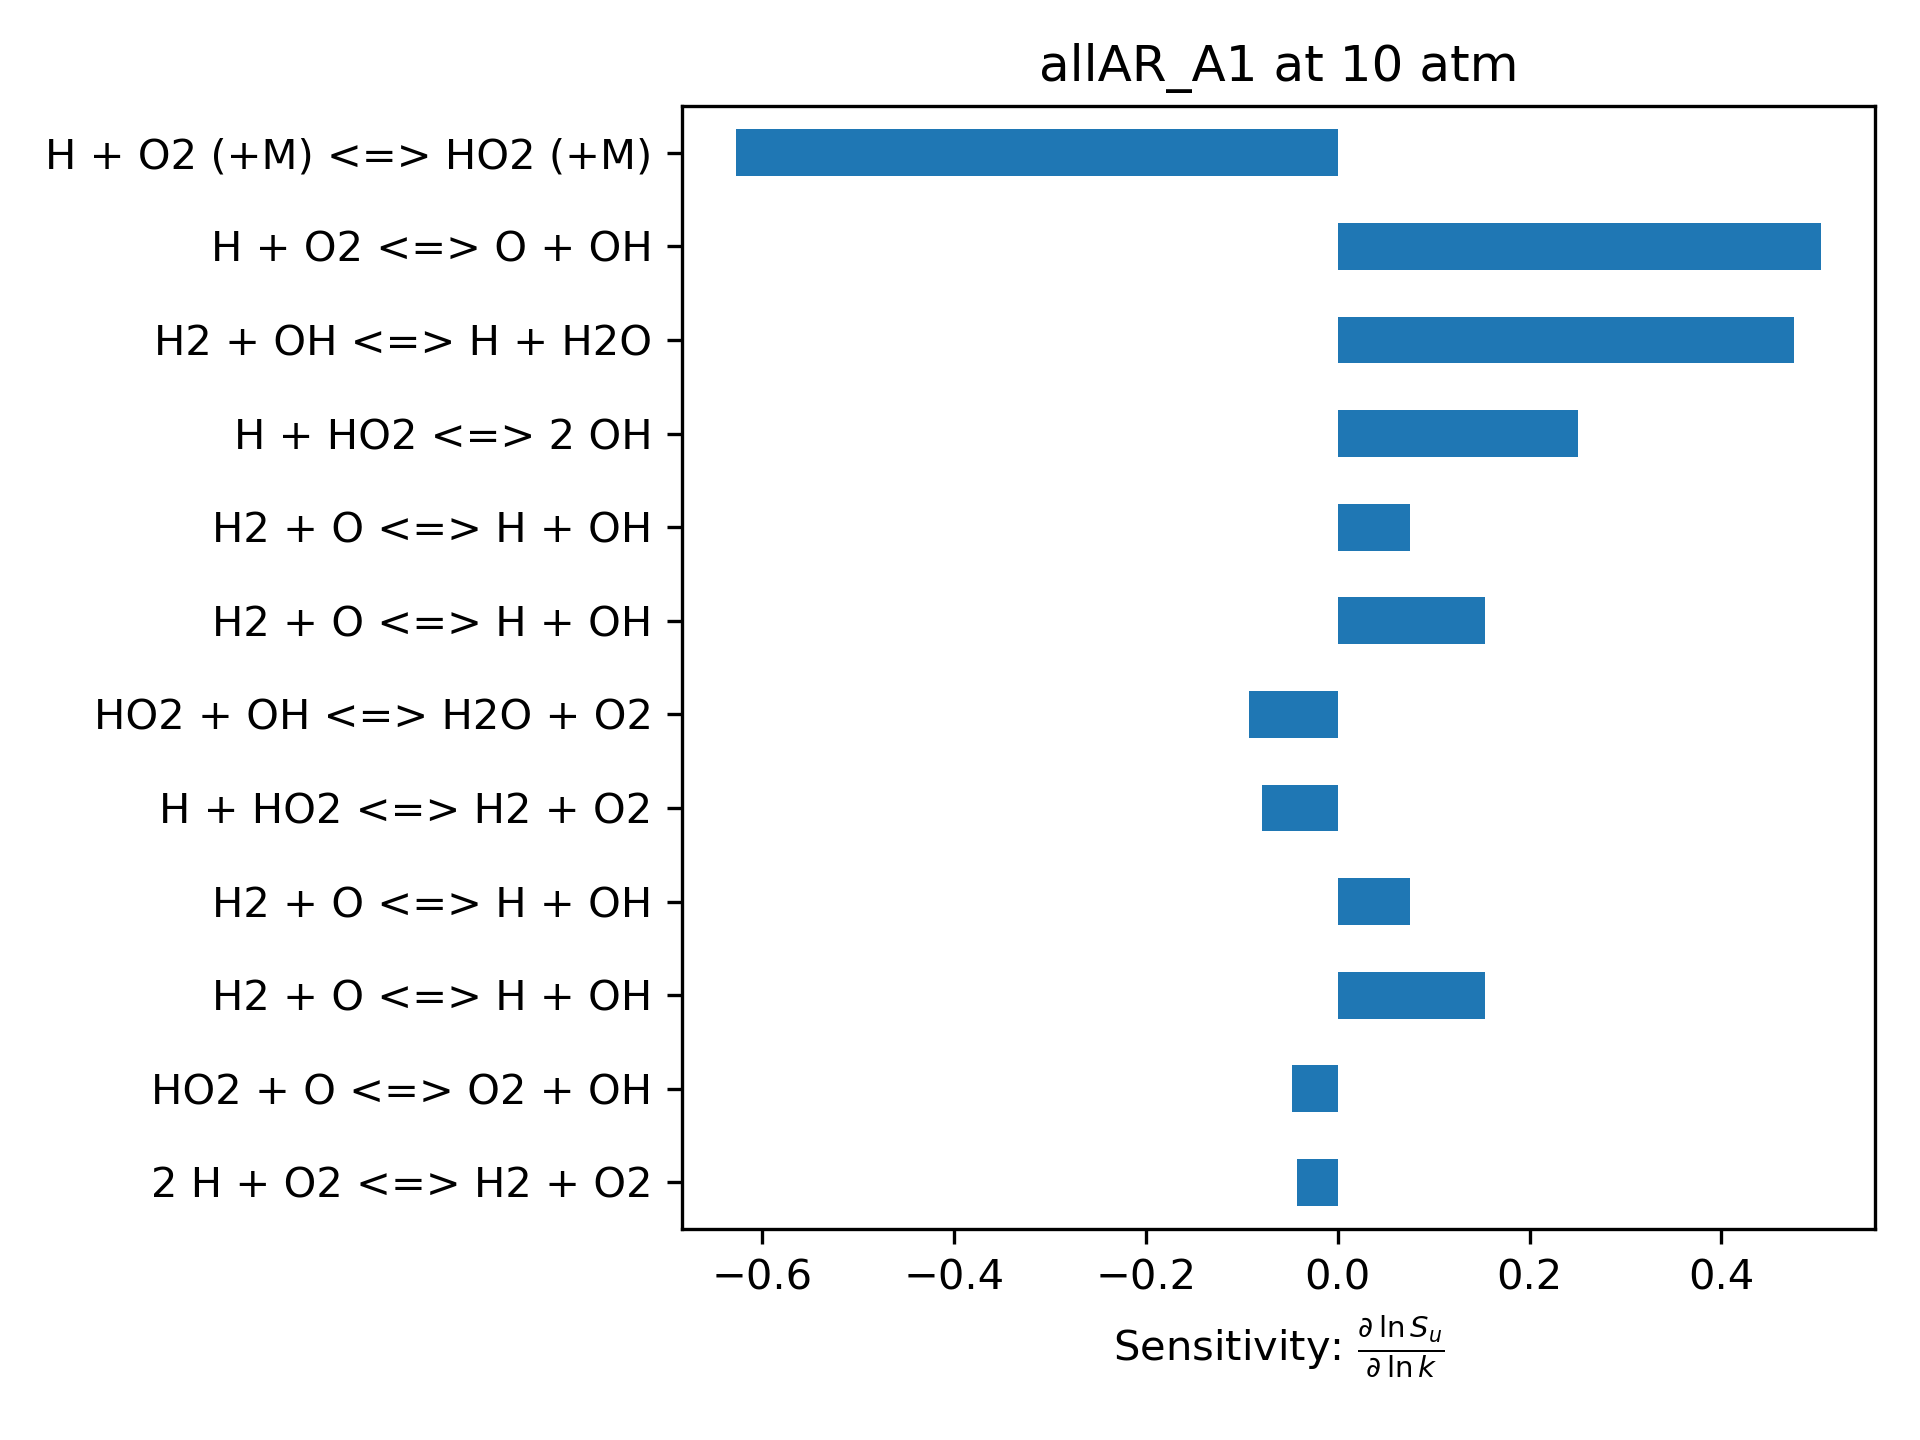 allAR_A1 at 10 atm
H + O2 (+M) <=> HO2 (+M)
H + O2 <=> O + OH
H2 + OH <=> H + H2O
H + HO2 <=> 2 OH
H2 + O <=> H + OH
H2 + O <=> H + OH
HO2 + OH <=> H2O + O2
H + HO2 <=> H2 + O2
H2 + O <=> H + OH
H2 + O <=> H + OH
HO2 + O <=> O2 + OH
2 H + O2 <=> H2 + O2
−0.6 −0.4 −0.2 0.0 0.2 0.4
Sensitivity: ∂ ln S_u / ∂ ln k